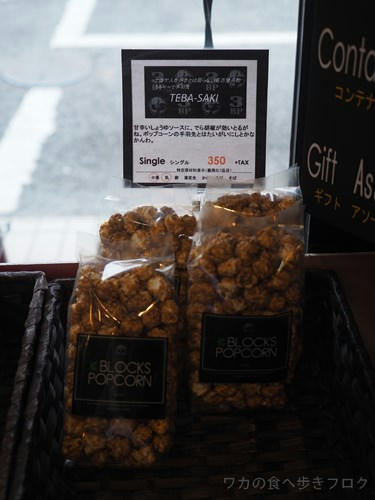 TEBA-SAKI
甘辛いしょうゆソースに、でら胡椒が効いとるが
ね。ポップコーンの手羽先とはたいがいにしとかな
かんわ。
Single シングル 350 +TAX
Conta
コンテナ
Gift Ass
ギフト アソー
BLOCKS
POPCORN
BLOCKS
POPCORN
ワカの食べ歩きブログ